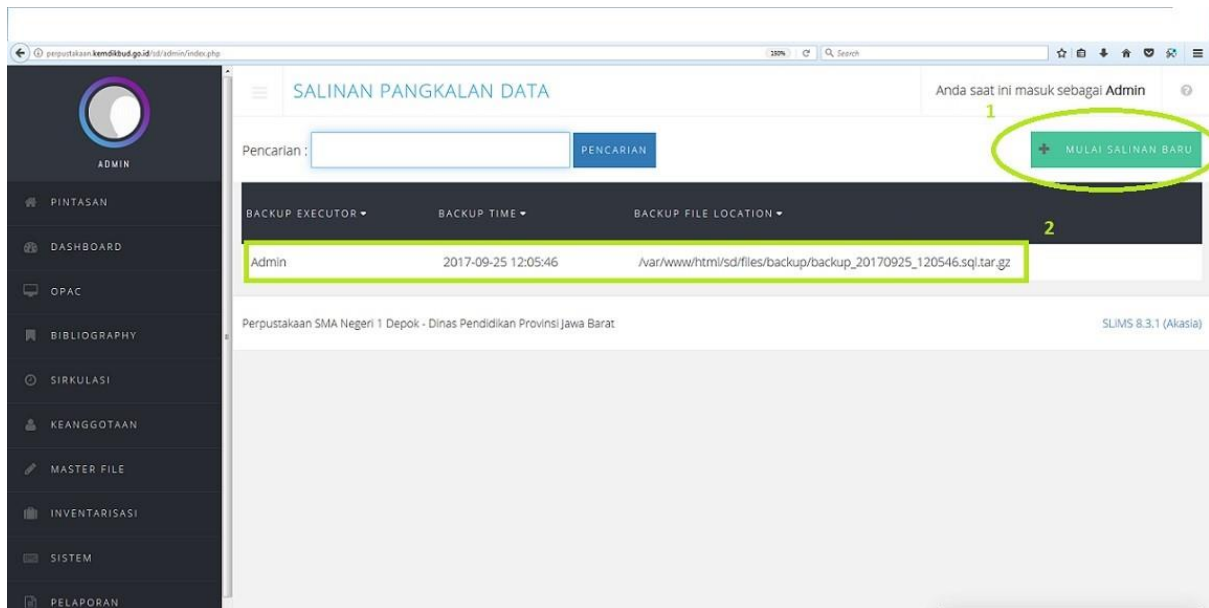 perpustakaan.kemdikbud.go.id/sd/admin/index.php
150%
Search
SALINAN PANGKALAN DATA
Anda saat ini masuk sebagai Admin
1
Pencarian :
PENCARIAN
MULAI SALINAN BARU
ADMIN
PINTASAN
DASHBOARD
OPAC
BIBLIOGRAPHY
SIRKULASI
KEANGGOTAAN
MASTER FILE
INVENTARISASI
SISTEM
PELAPORAN
BACKUP EXECUTOR
BACKUP TIME
BACKUP FILE LOCATION
2
Admin
2017-09-25 12:05:46
/var/www/html/sd/files/backup/backup_20170925_120546.sql.tar.gz
Perpustakaan SMA Negeri 1 Depok - Dinas Pendidikan Provinsi Jawa Barat
SLiMS 8.3.1 (Akasia)